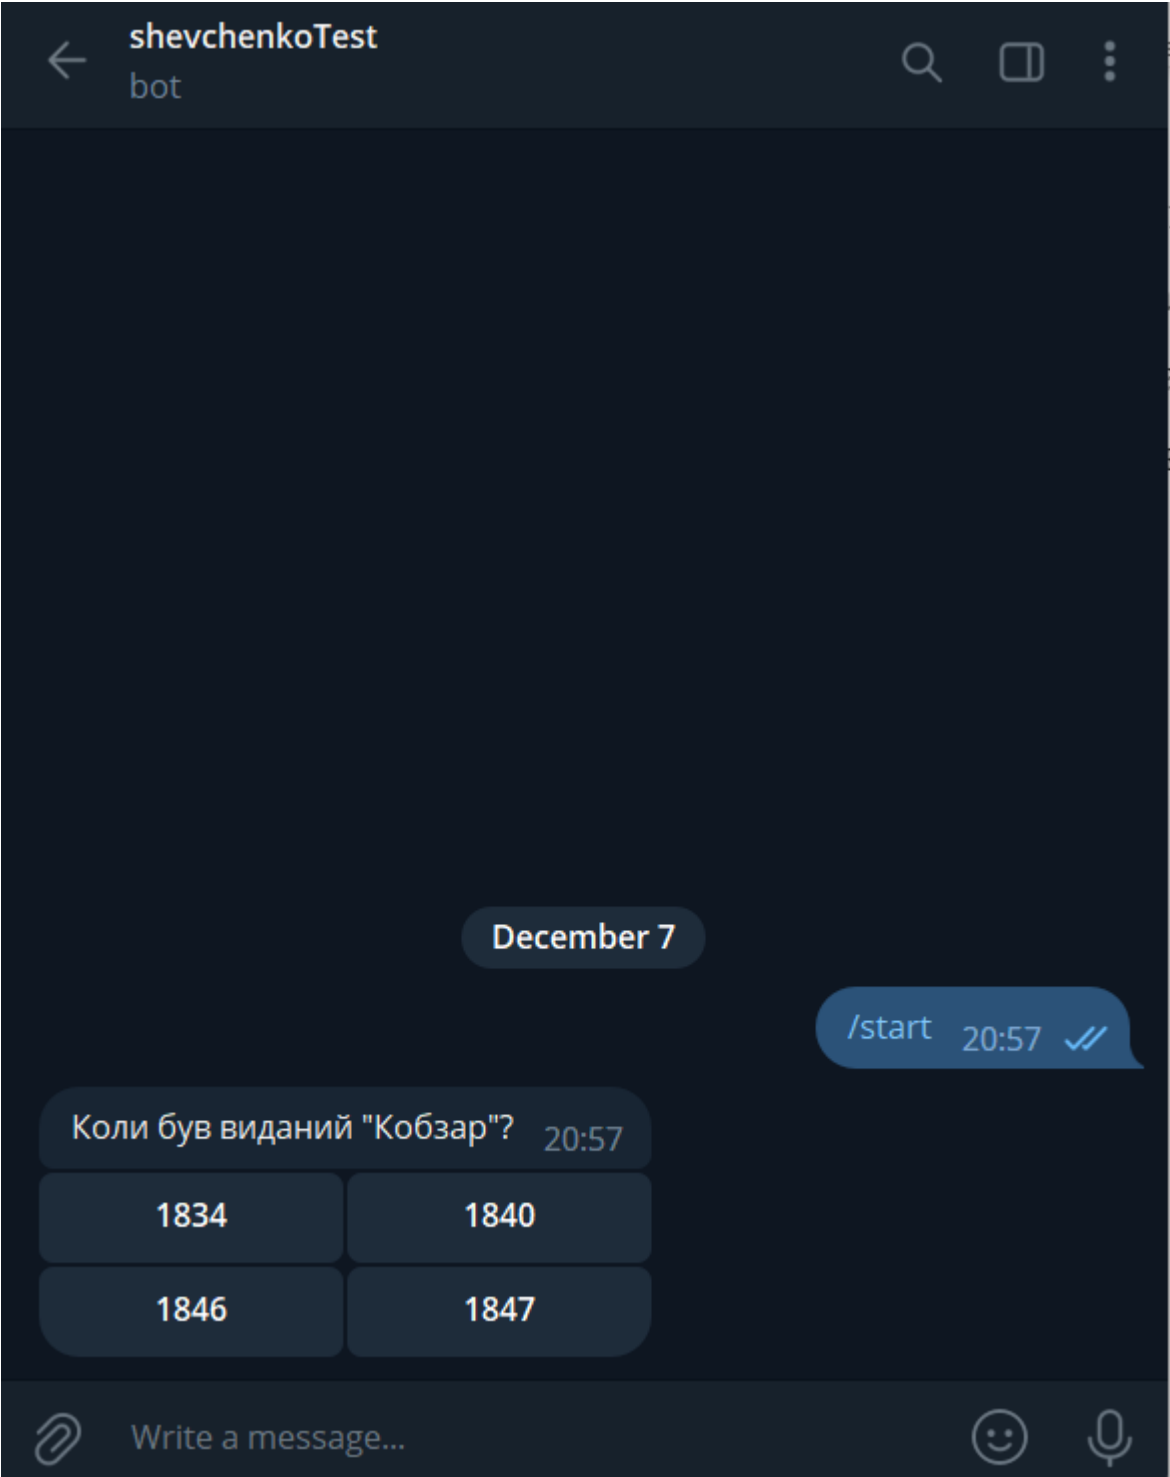 shevchenkoTest
bot
December 7
/start 20:57
Коли був виданий "Кобзар"? 20:57
1834 1840
1846 1847
Write a message...